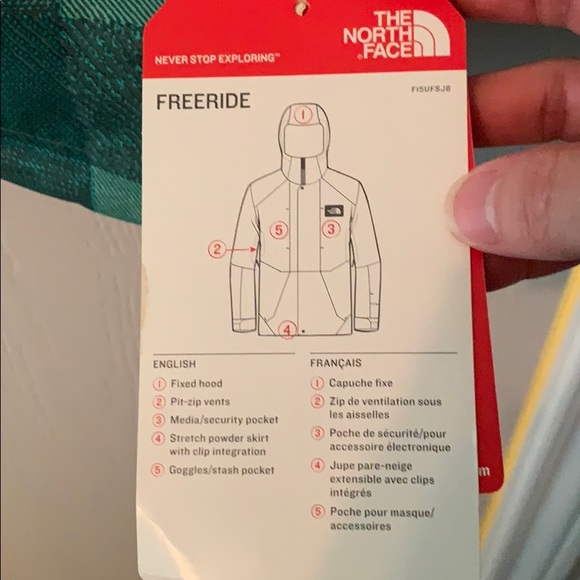 THE
NORTH
FACE
NEVER STOP EXPLORING™
FREERIDE
FI5UFSJ6
1
5
3
2
4
ENGLISH
1 Fixed hood
2 Pit-zip vents
3 Media/security pocket
4 Stretch powder skirt
with clip integration
5 Goggles/stash pocket
FRANÇAIS
1 Capuche fixe
2 Zip de ventilation sous
les aisselles
3 Poche de sécurité/pour
accessoire électronique
4 Jupe pare-neige
extensible avec clips
intégrés
5 Poche pour masque/
accessoires
m